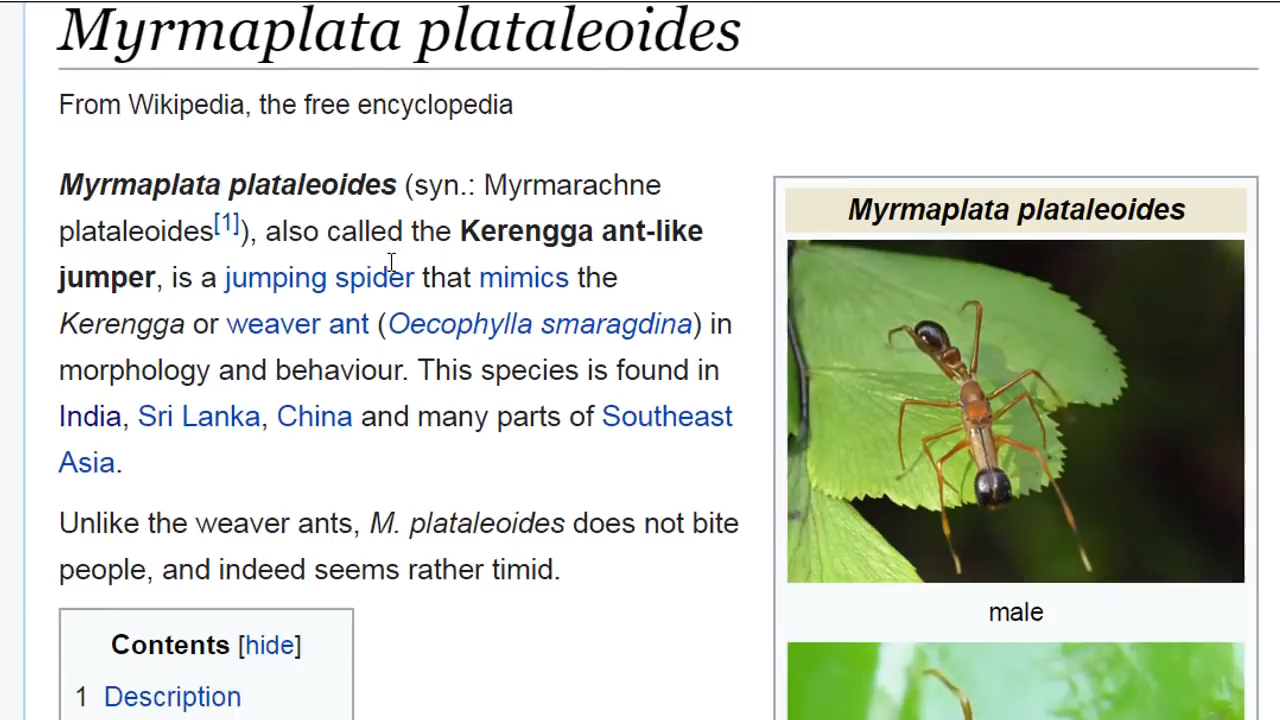 Myrmaplata plataleoides
From Wikipedia, the free encyclopedia
Myrmaplata plataleoides (syn.: Myrmarachne
plataleoides[1]), also called the Kerengga ant-like
jumper, is a jumping spider that mimics the
Kerengga or weaver ant (Oecophylla smaragdina) in
morphology and behaviour. This species is found in
India, Sri Lanka, China and many parts of Southeast
Asia.
Unlike the weaver ants, M. plataleoides does not bite
people, and indeed seems rather timid.
Contents [hide]
1 Description
Myrmaplata plataleoides
male